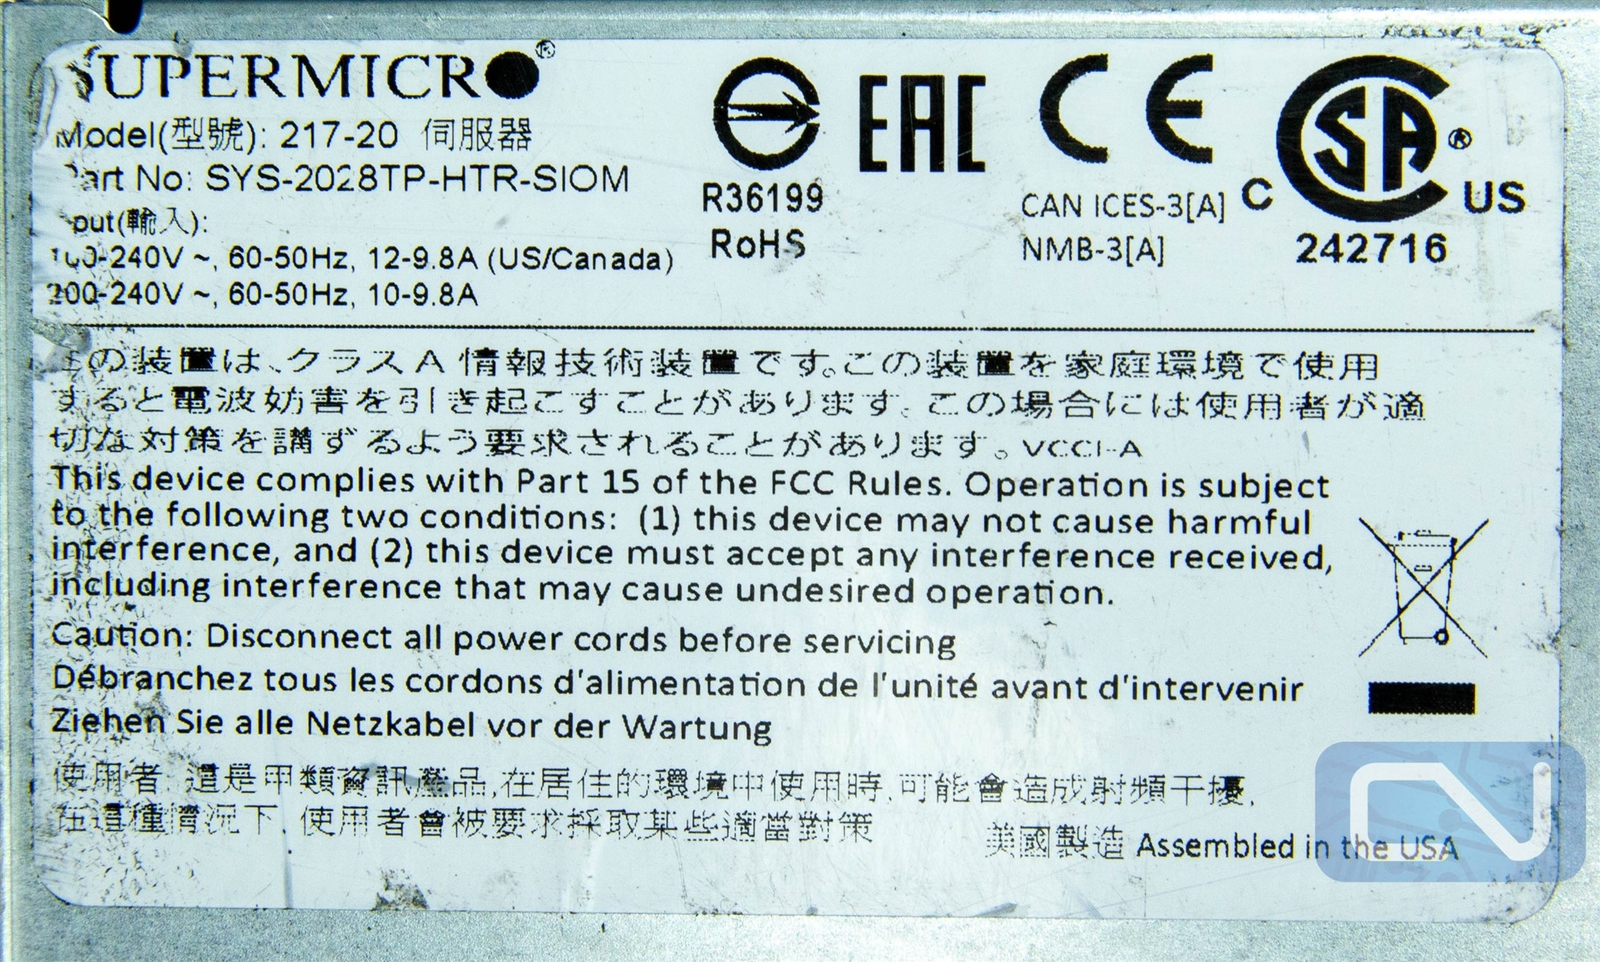 SUPERMICRO®
Model(型號): 217-20 伺服器
Part No: SYS-2028TP-HTR-SIOM
Input(輸入):
100-240V ~, 60-50Hz, 12-9.8A (US/Canada)
200-240V ~, 60-50Hz, 10-9.8A
R36199
RoHS
EAC
CE
CAN ICES-3[A]
NMB-3[A]
C SA® US
242716
この装置は、クラスA 情報技術装置です。この装置を家庭環境で使用
すると電波妨害を引き起こすことがあります。この場合には使用者が適
切な対策を講ずるよう要求されることがあります。VCCI-A
This device complies with Part 15 of the FCC Rules. Operation is subject
to the following two conditions: (1) this device may not cause harmful
interference, and (2) this device must accept any interference received,
including interference that may cause undesired operation.
Caution: Disconnect all power cords before servicing
Débranchez tous les cordons d'alimentation de l'unité avant d'intervenir
Ziehen Sie alle Netzkabel vor der Wartung
使用者, 這是甲類資訊產品,在居住的環境中使用時,可能會造成射頻干擾,
在這種情況下, 使用者會被要求採取某些適當對策
美國製造 Assembled in the USA